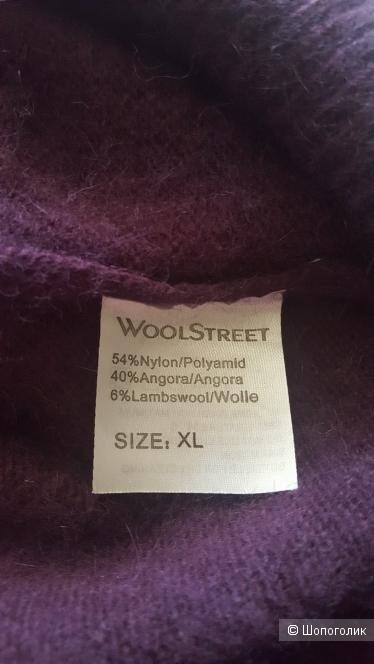 WOOLSTREET
54%Nylon/Polyamid
40%Angora/Angora
6%Lambswool/Wolle
SIZE: XL
© Шопоголик